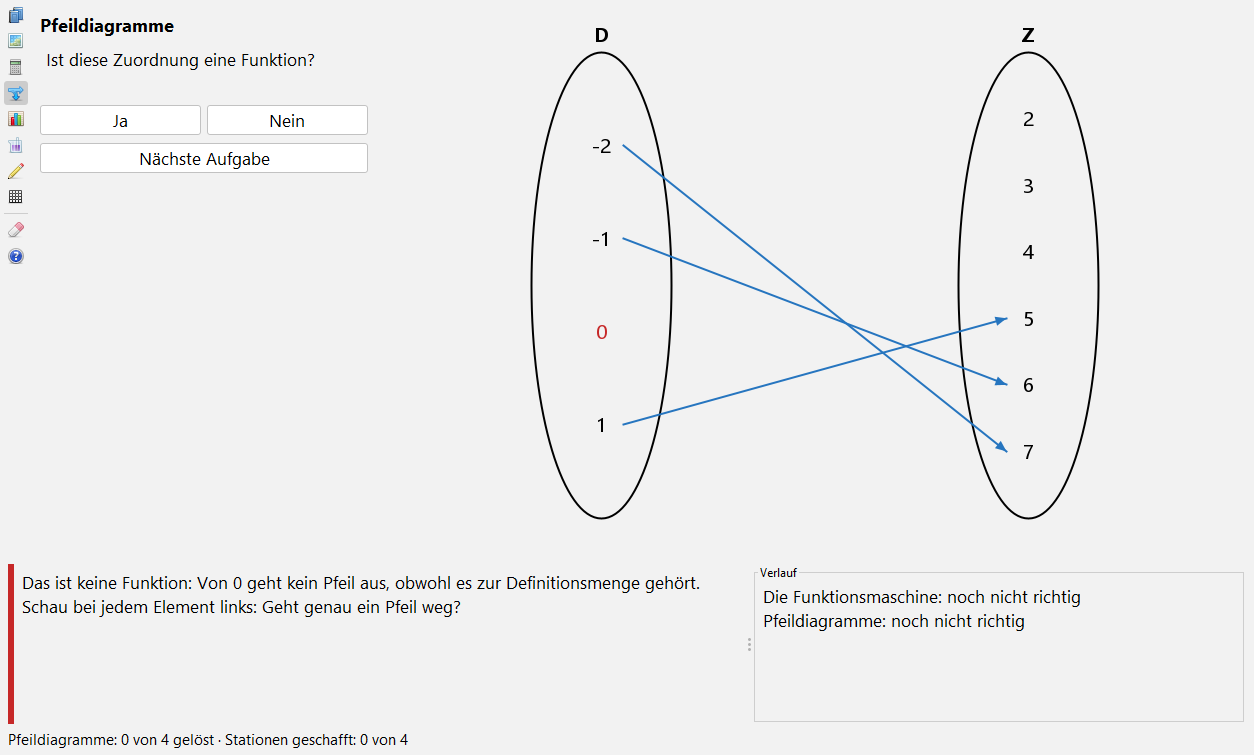 Pfeildiagramme
Ist diese Zuordnung eine Funktion?
Ja
Nein
Nächste Aufgabe
D
-2
-1
0
1
Z
2
3
4
5
6
7
Das ist keine Funktion: Von 0 geht kein Pfeil aus, obwohl es zur Definitionsmenge gehört.
Schau bei jedem Element links: Geht genau ein Pfeil weg?
Verlauf
Die Funktionsmaschine: noch nicht richtig
Pfeildiagramme: noch nicht richtig
Pfeildiagramme: 0 von 4 gelöst · Stationen geschafft: 0 von 4